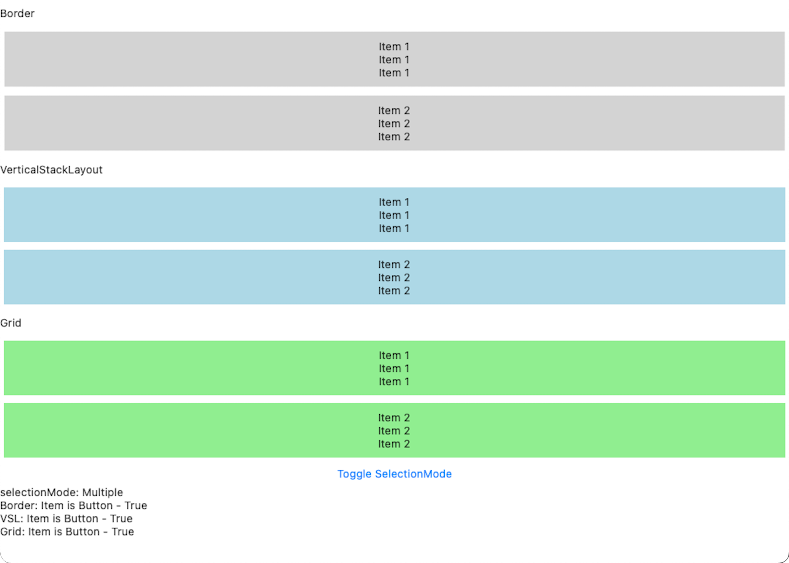 Border
Item 1
Item 1
Item 1
Item 2
Item 2
Item 2
VerticalStackLayout
Item 1
Item 1
Item 1
Item 2
Item 2
Item 2
Grid
Item 1
Item 1
Item 1
Item 2
Item 2
Item 2
Toggle SelectionMode
selectionMode: Multiple
Border: Item is Button - True
VSL: Item is Button - True
Grid: Item is Button - True